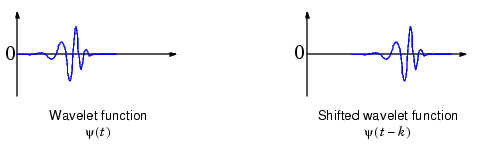 0
0
Wavelet function
Shifted wavelet function
ψ(t)
ψ(t – k)